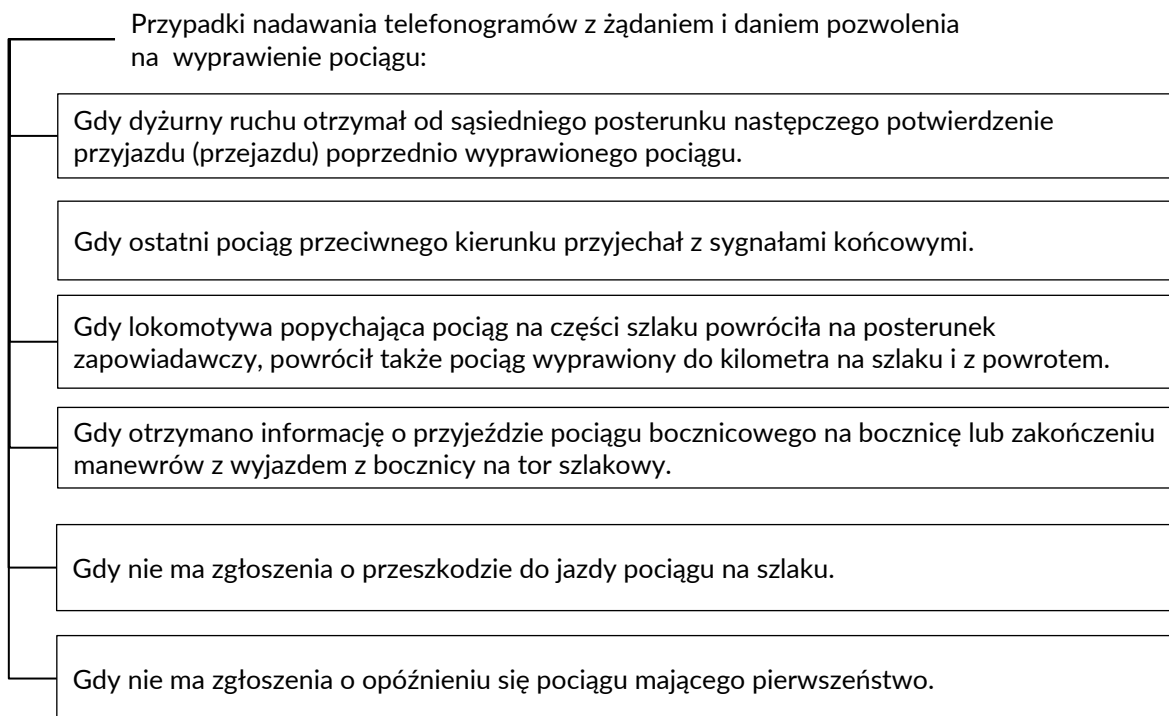 Przypadki nadawania telefonogramów z żądaniem i daniem pozwolenia
na wyprawienie pociągu:
Gdy dyżurny ruchu otrzymał od sąsiedniego posterunku następczego potwierdzenie
przyjazdu (przejazdu) poprzednio wyprawionego pociągu.
Gdy ostatni pociąg przeciwnego kierunku przyjechał z sygnałami końcowymi.
Gdy lokomotywa popychająca pociąg na części szlaku powróciła na posterunek
zapowiadawczy, powrócił także pociąg wyprawiony do kilometra na szlaku i z powrotem.
Gdy otrzymano informację o przyjeździe pociągu bocznicowego na bocznicę lub zakończeniu
manewrów z wyjazdem z bocznicy na tor szlakowy.
Gdy nie ma zgłoszenia o przeszkodzie do jazdy pociągu na szlaku.
Gdy nie ma zgłoszenia o opóźnieniu się pociągu mającego pierwszeństwo.